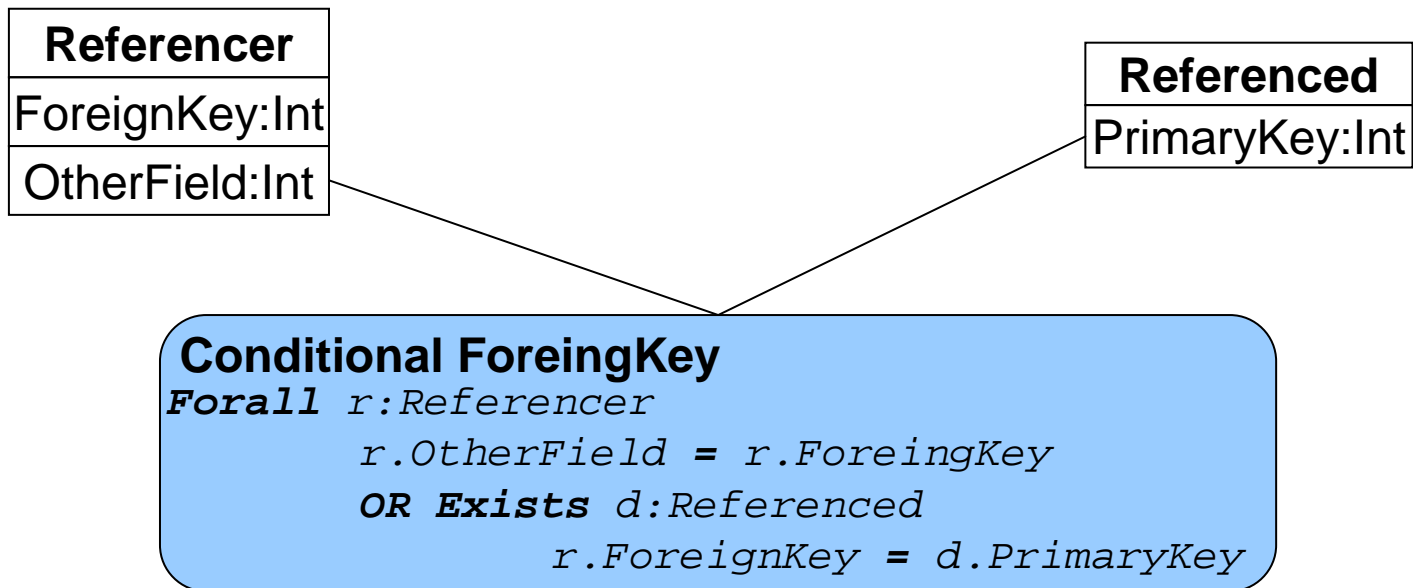 Referencer
ForeignKey:Int
OtherField:Int
Referenced
PrimaryKey:Int
Conditional ForeingKey
Forall r:Referencer
r.OtherField = r.ForeingKey
OR Exists d:Referenced
r.ForeignKey = d.PrimaryKey